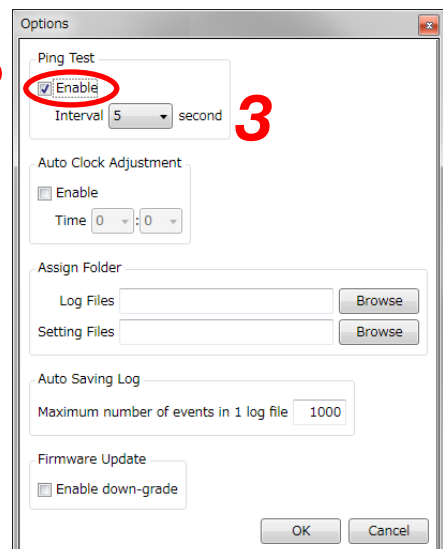 Options
Ping Test
Enable
Interval 5 second
3
Auto Clock Adjustment
Enable
Time 0 : 0
Assign Folder
Log Files Browse
Setting Files Browse
Auto Saving Log
Maximum number of events in 1 log file 1000
Firmware Update
Enable down-grade
OK Cancel